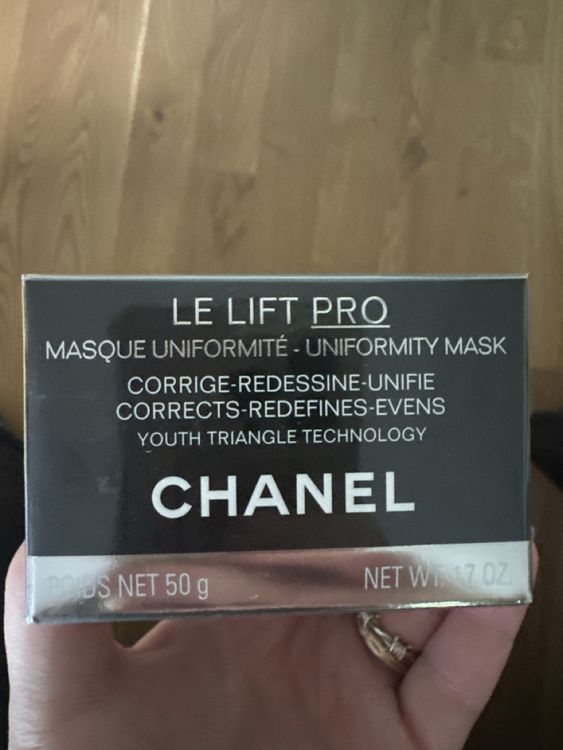 LE LIFT PRO
MASQUE UNIFORMITÉ - UNIFORMITY MASK
CORRIGE-REDESSINE-UNIFIE
CORRECTS-REDEFINES-EVENS
YOUTH TRIANGLE TECHNOLOGY
CHANEL
POIDS NET 50 g NET WT. 1.7 OZ.